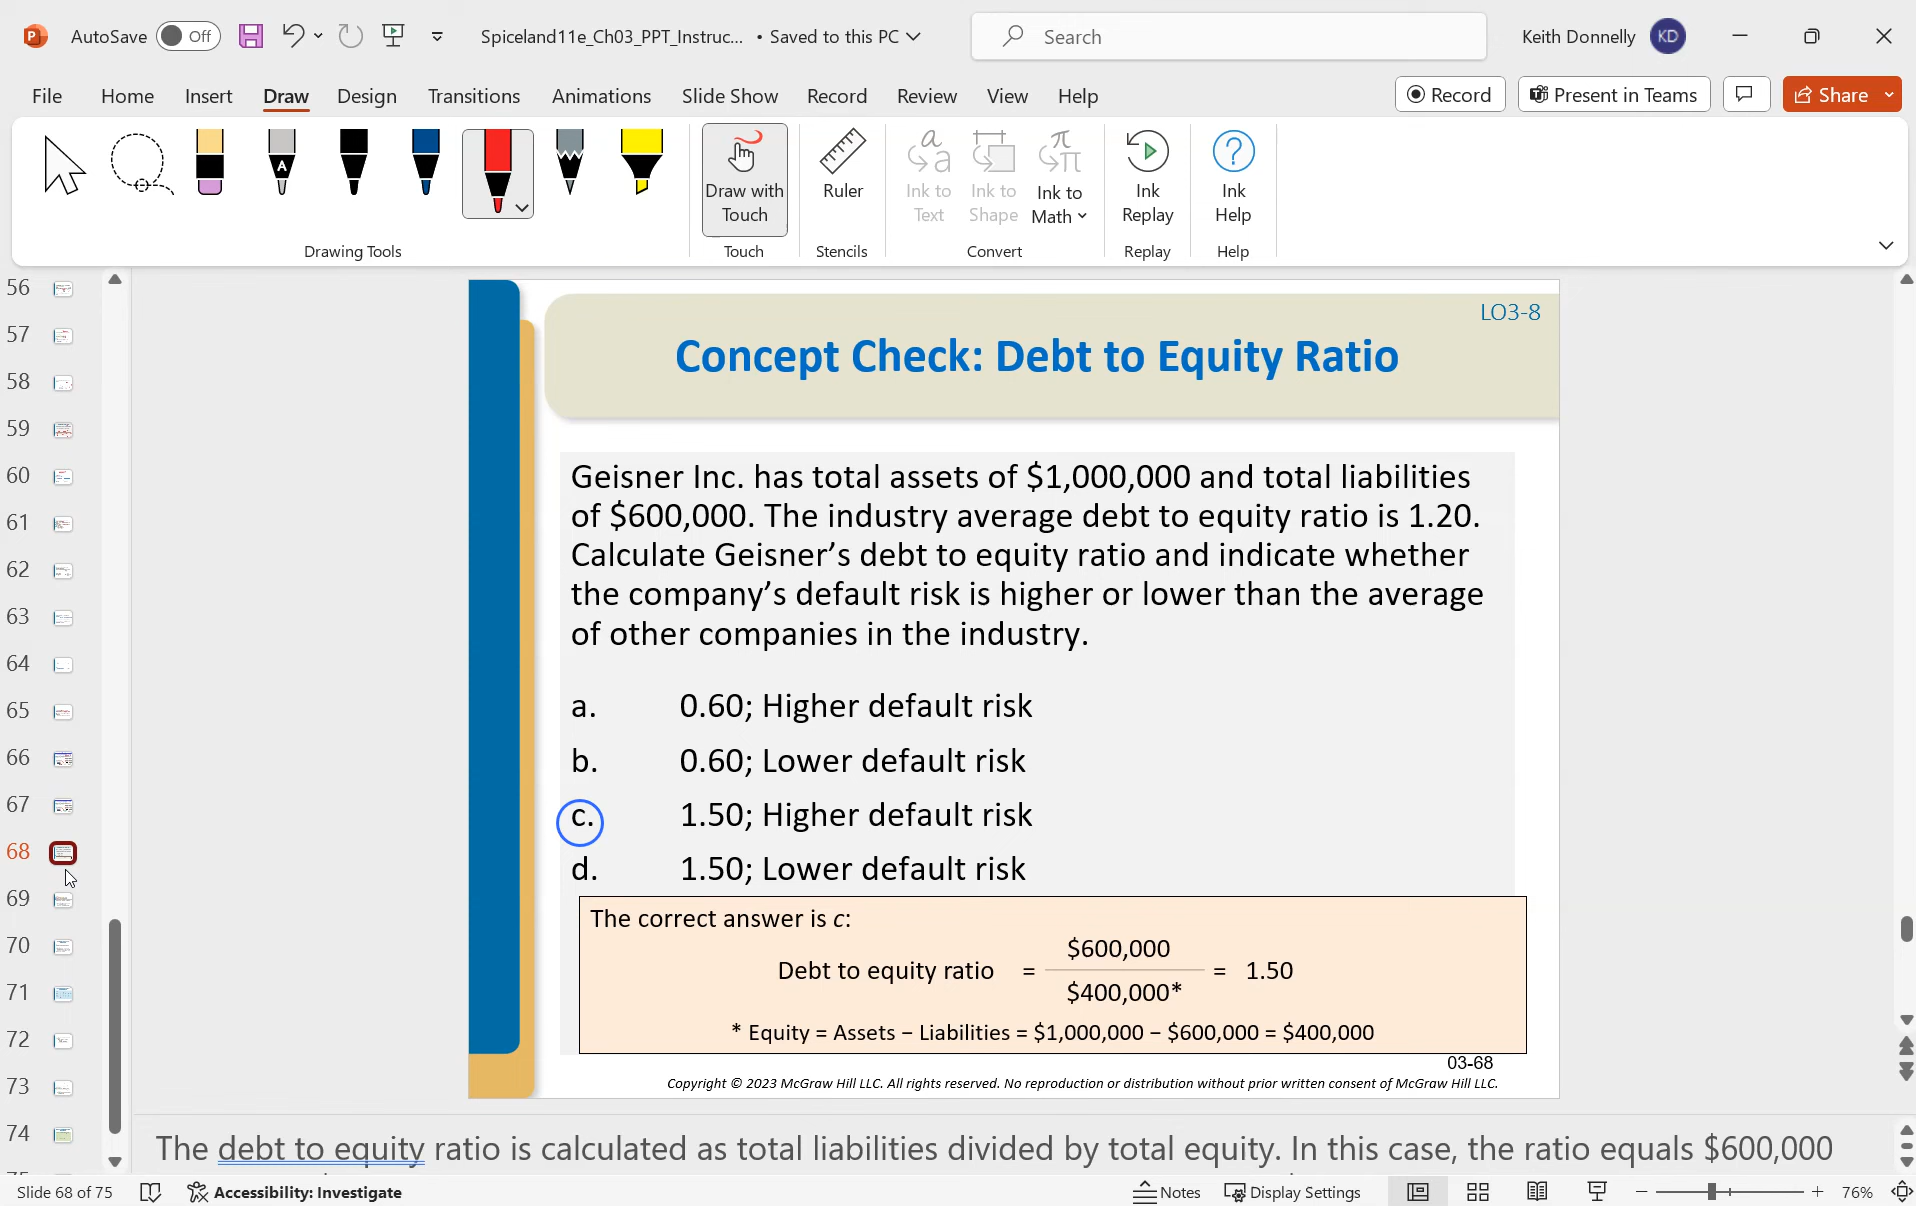 AutoSave Off Spiceland11e_Ch03_PPT_Instruc... • Saved to this PC Search Keith Donnelly KD
File Home Insert Draw Design Transitions Animations Slide Show Record Review View Help Record Present in Teams Share
A
Draw with Touch
Ruler
Ink to Text
Ink to Shape
Ink to Math
Ink Replay
Ink Help
Drawing Tools Touch Stencils Convert Replay Help
56
57
58
59
60
61
62
63
64
65
66
67
68
69
70
71
72
73
74
LO3-8
Concept Check: Debt to Equity Ratio
Geisner Inc. has total assets of $1,000,000 and total liabilities
of $600,000. The industry average debt to equity ratio is 1.20.
Calculate Geisner’s debt to equity ratio and indicate whether
the company’s default risk is higher or lower than the average
of other companies in the industry.
a. 0.60; Higher default risk
b. 0.60; Lower default risk
c. 1.50; Higher default risk
d. 1.50; Lower default risk
The correct answer is c:
$600,000
Debt to equity ratio = = 1.50
$400,000*
* Equity = Assets − Liabilities = $1,000,000 − $600,000 = $400,000
03-68
Copyright © 2023 McGraw Hill LLC. All rights reserved. No reproduction or distribution without prior written consent of McGraw Hill LLC.
The debt to equity ratio is calculated as total liabilities divided by total equity. In this case, the ratio equals $600,000
Slide 68 of 75 Accessibility: Investigate Notes Display Settings 76%